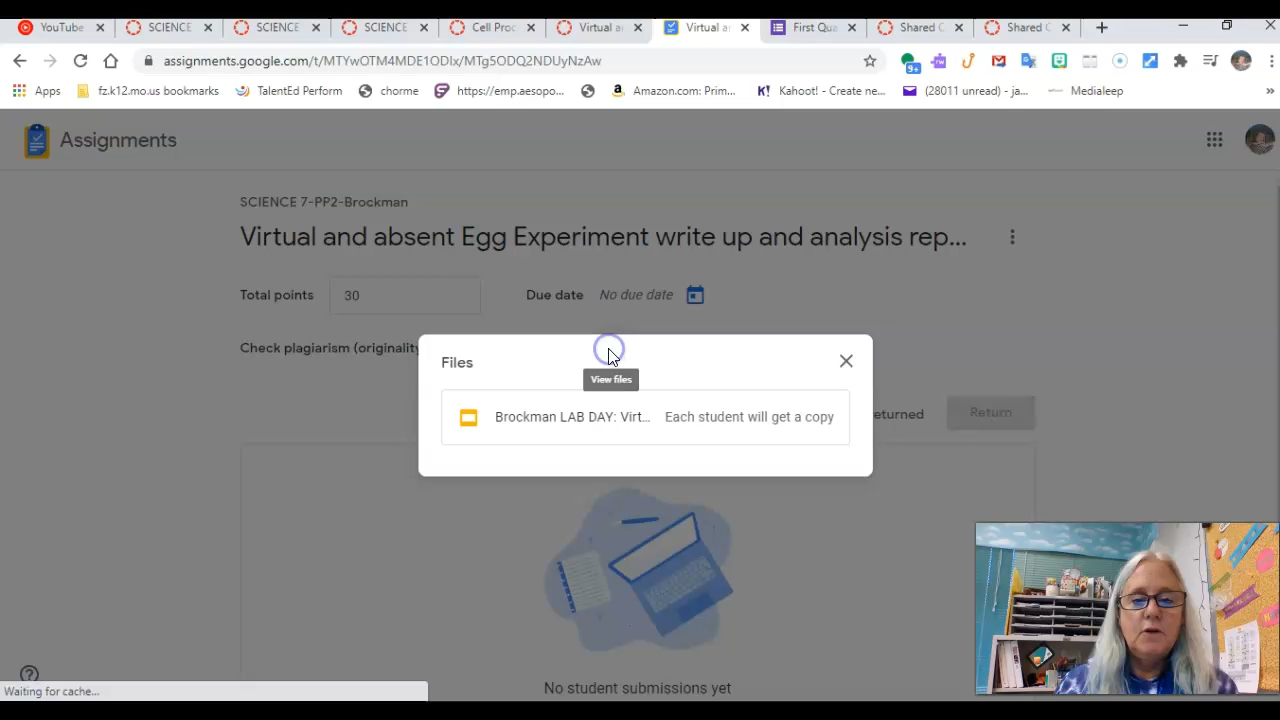 YouTube
SCIENCE
SCIENCE
SCIENCE
Cell Proc
Virtual a
Virtual a
First Qua
Shared C
Shared C
assignments.google.com/t/MTYwOTM4MDE1ODIx/MTg5ODQ2NDUyNzAw
9+
Apps
fz.k12.mo.us bookmarks
TalentEd Perform
chorme
https://emp.aesopo...
Amazon.com: Prim...
Kahoot! - Create ne...
(28011 unread) - ja...
Medialeep
»
Assignments
SCIENCE 7-PP2-Brockman
Virtual and absent Egg Experiment write up and analysis rep...
Total points
30
Due date
No due date
Check plagiarism (originality
Files
View files
Brockman LAB DAY: Virt...
Each student will get a copy
eturned
Return
No student submissions yet
Waiting for cache...